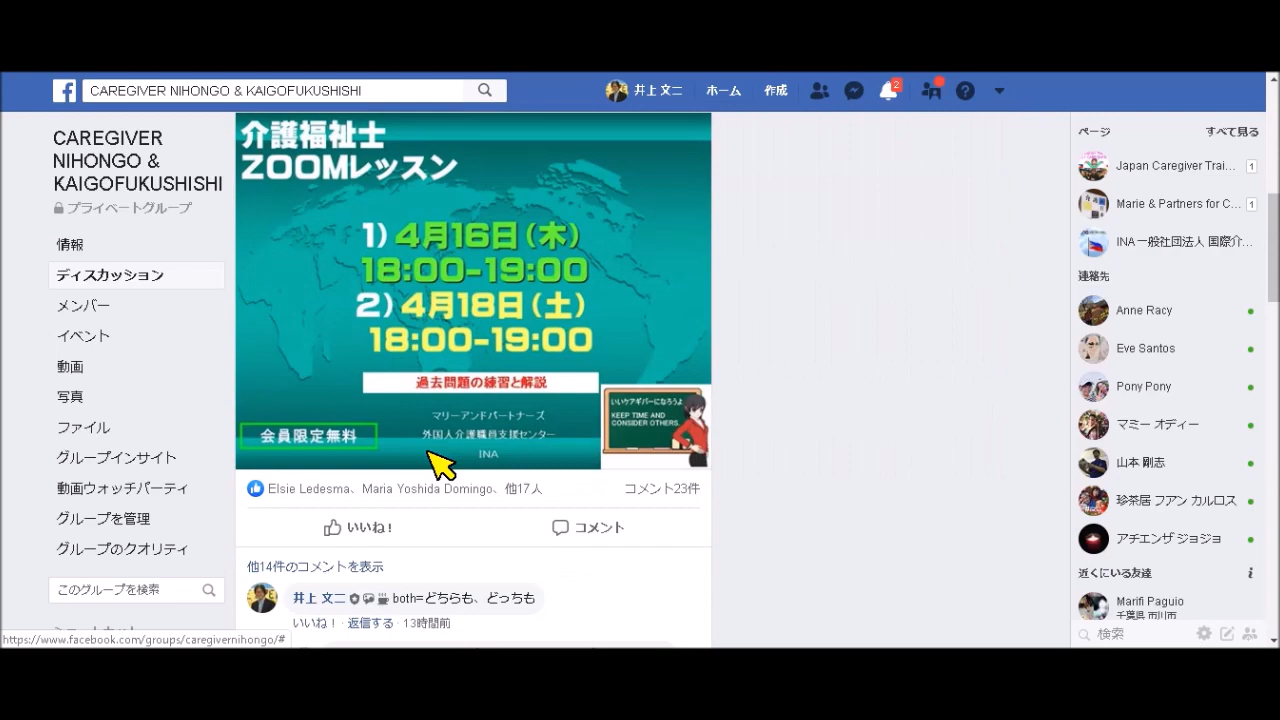 CAREGIVER NIHONGO & KAIGOFUKUSHISHI
井上 文二
ホーム
作成
2
CAREGIVER
NIHONGO &
KAIGOFUKUSHISHI
プライベートグループ
情報
ディスカッション
メンバー
イベント
動画
写真
ファイル
グループインサイト
動画ウォッチパーティ
グループを管理
グループのクオリティ
このグループを検索
https://www.facebook.com/groups/caregivernihongo/#
介護福祉士
ZOOMレッスン
1) 4月16日(木)
18:00-19:00
2) 4月18日(土)
18:00-19:00
過去問題の練習と解説
マリーアンドパートナーズ
会員限定無料
外国人介護職員支援センター
INA
いいケアギバーになろうよ
KEEP TIME AND
CONSIDER OTHERS.
Elsie Ledesma、Maria Yoshida Domingo、他17人
コメント23件
いいね!
コメント
他14件のコメントを表示
井上 文二 both=どちらも、どっちも
いいね! · 返信する · 13時間前
ページ
すべて見る
Japan Caregiver Trai...
1
Marie & Partners for C...
1
INA 一般社団法人 国際介...
連絡先
Anne Racy
Eve Santos
Pony Pony
マミー オディー
山本 剛志
珍茶屈 フアン カルロス
アチエンザ ジョジョ
近くにいる友達
Marifi Paguio
千葉県 市川市
検索